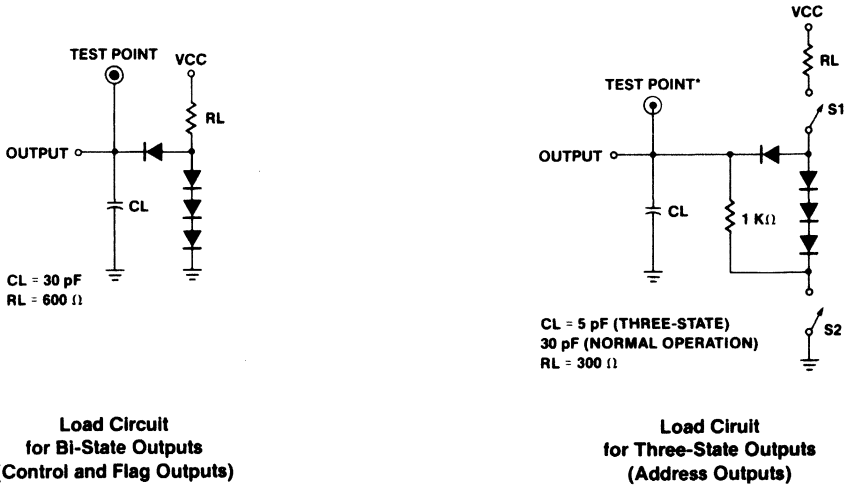 TEST POINT
VCC
RL
OUTPUT
CL
CL = 30 pF
RL = 600 Ω
Load Circuit
for Bi-State Outputs
(Control and Flag Outputs)
VCC
RL
TEST POINT*
S1
OUTPUT
CL
1 KΩ
S2
CL = 5 pF (THREE-STATE)
30 pF (NORMAL OPERATION)
RL = 300 Ω
Load Ciruit
for Three-State Outputs
(Address Outputs)